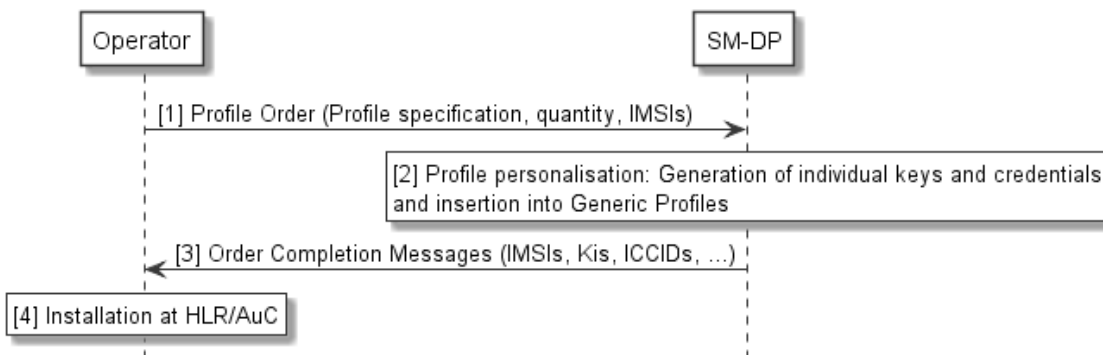 Operator
SM-DP
[1] Profile Order (Profile specification, quantity, IMSIs)
[2] Profile personalisation: Generation of individual keys and credentials
and insertion into Generic Profiles
[3] Order Completion Messages (IMSIs, Kis, ICCIDs, ...)
[4] Installation at HLR/AuC